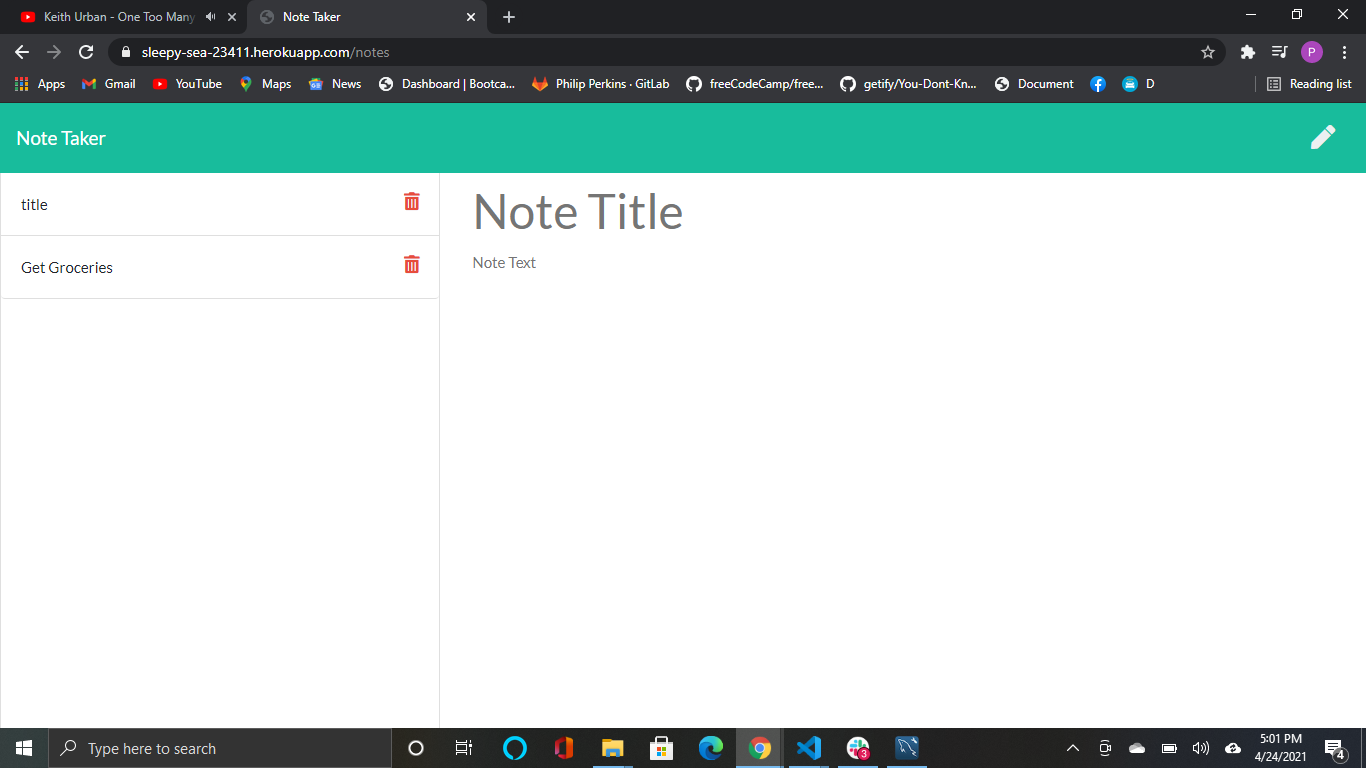 Keith Urban - One Too Many
Note Taker
sleepy-sea-23411.herokuapp.com/notes
P
Apps
Gmail
YouTube
Maps
News
Dashboard | Bootca...
Philip Perkins · GitLab
freeCodeCamp/free...
getify/You-Dont-Kn...
Document
D
Reading list
Note Taker
title
Get Groceries
Note Title
Note Text
Type here to search
3
5:01 PM
4/24/2021
4